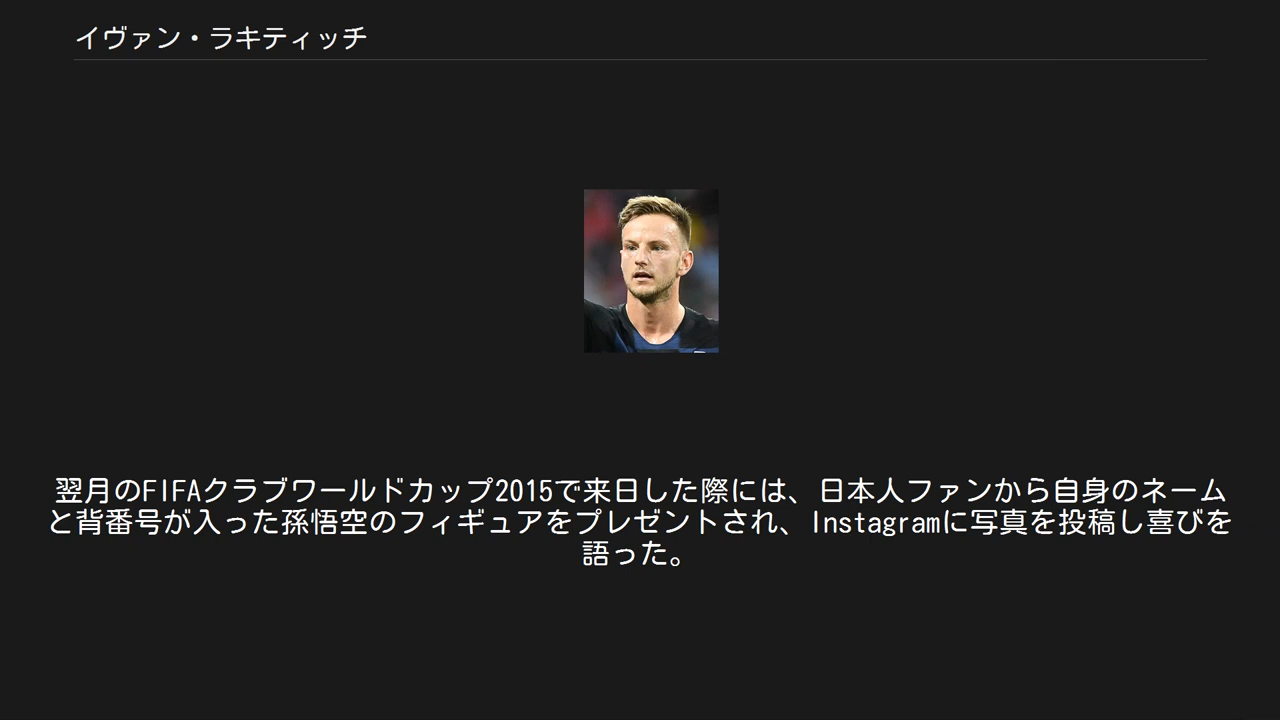 イヴァン・ラキティッチ
翌月のFIFAクラブワールドカップ2015で来日した際には、日本人ファンから自身のネーム
と背番号が入った孫悟空のフィギュアをプレゼントされ、Instagramに写真を投稿し喜びを
語った。